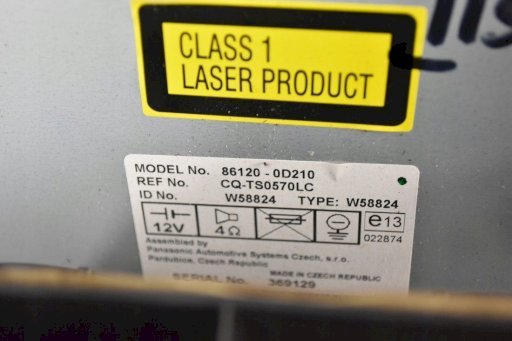 CLASS 1
LASER PRODUCT
MODEL No. 86120 - 0D210
REF No. CQ-TS0570LC
ID No. W58824 TYPE: W58824
12V 4Ω e13
022874
Assembled by
Panasonic Automotive Systems Czech, s.r.o.
Pardubice, Czech Republic
MADE IN CZECH REPUBLIC
SERIAL No. 369129